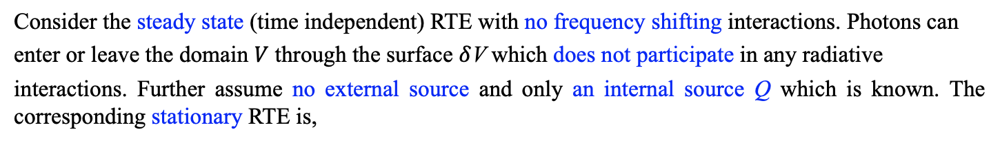 Consider the steady state (time independent) RTE with no frequency shifting interactions. Photons can
enter or leave the domain V through the surface δV which does not participate in any radiative
interactions. Further assume no external source and only an internal source Q which is known. The
corresponding stationary RTE is,